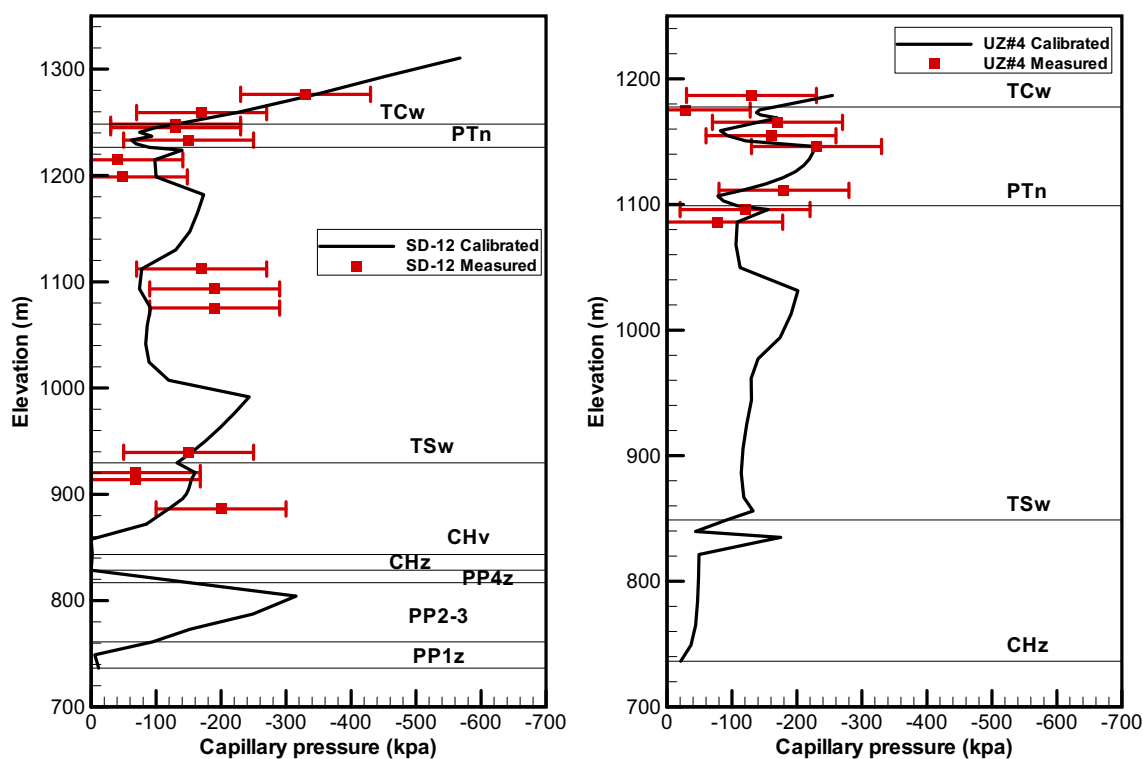 1300
1200
1100
1000
900
800
700
Elevation (m)
TCw
PTn
SD-12 Calibrated
SD-12 Measured
TSw
CHv
CHz
PP4z
PP2-3
PP1z
0 -100 -200 -300 -400 -500 -600 -700
Capillary pressure (kpa)
1200
1100
1000
900
800
700
Elevation (m)
UZ#4 Calibrated
UZ#4 Measured
TCw
PTn
TSw
CHz
0 -100 -200 -300 -400 -500 -600 -700
Capillary pressure (kpa)